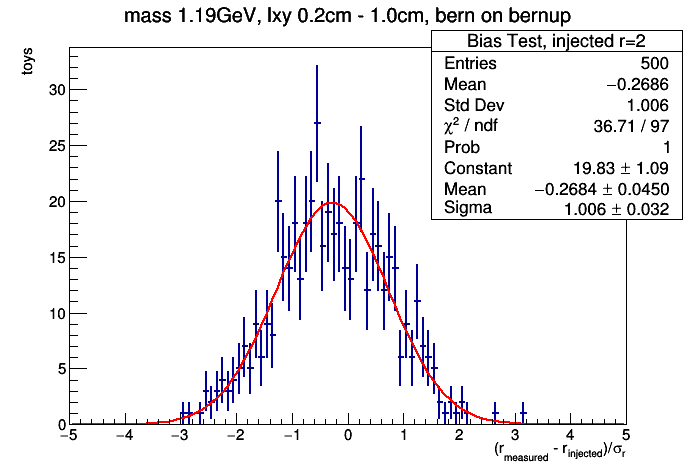 mass 1.19GeV, lxy 0.2cm - 1.0cm, bern on bernup
Bias Test, injected r=2
Entries 500
Mean −0.2686
Std Dev 1.006
χ² / ndf 36.71 / 97
Prob 1
Constant 19.83 ± 1.09
Mean −0.2684 ± 0.0450
Sigma 1.006 ± 0.032
toys
30
25
20
15
10
5
0
−5 −4 −3 −2 −1 0 1 2 3 4 5
(r_measured - r_injected)/σ_r